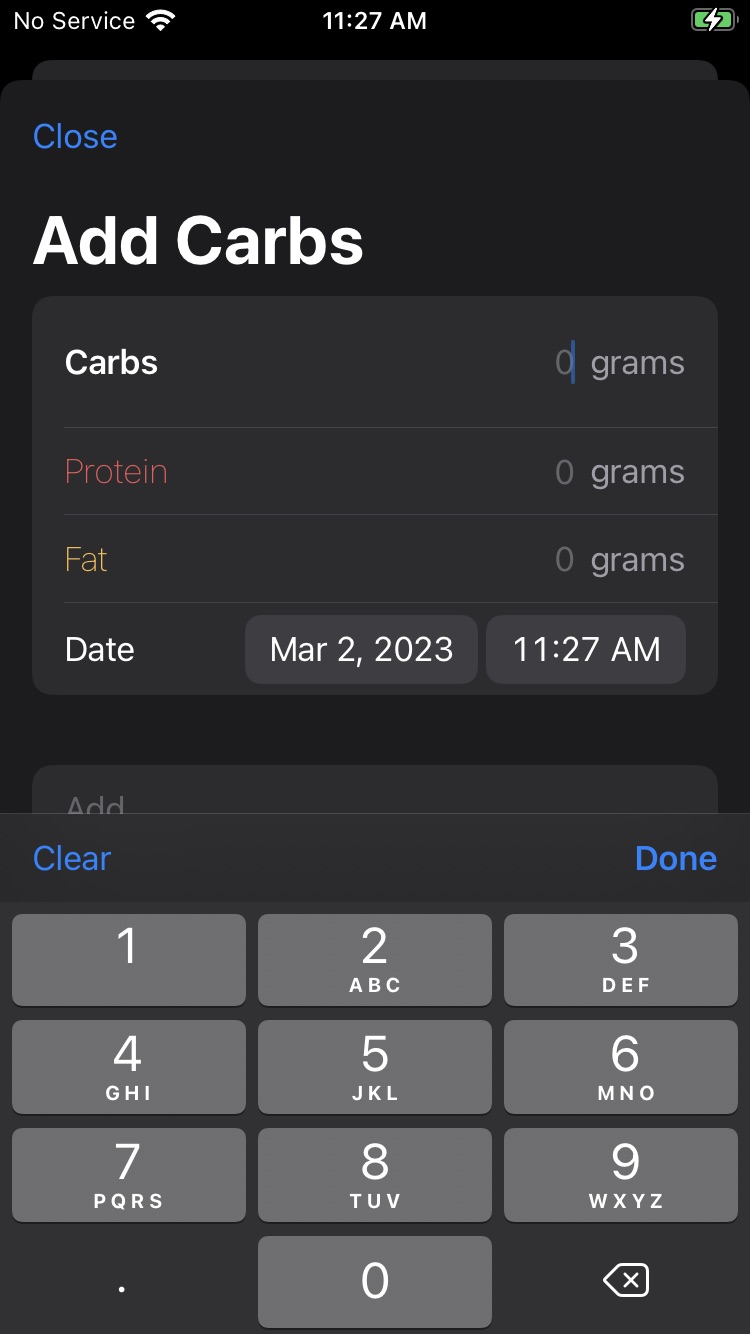 No Service 11:27 AM
Close
Add Carbs
Carbs 0 grams
Protein 0 grams
Fat 0 grams
Date Mar 2, 2023 11:27 AM
Add
Clear Done
1 2 3
ABC DEF
4 5 6
GHI JKL MNO
7 8 9
PQRS TUV WXYZ
. 0